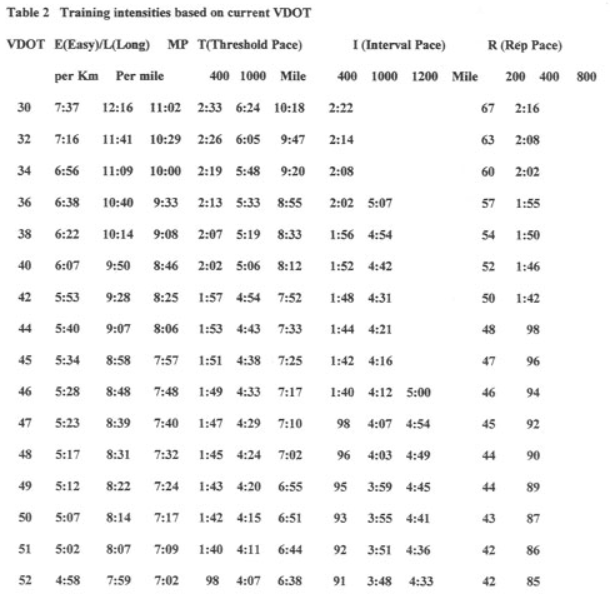 Table 2 Training intensities based on current VDOT
VDOT E(Easy)/L(Long) MP T(Threshold Pace) I (Interval Pace) R (Rep Pace)
per Km Per mile 400 1000 Mile 400 1000 1200 Mile 200 400 800
30 7:37 12:16 11:02 2:33 6:24 10:18 2:22 67 2:16
32 7:16 11:41 10:29 2:26 6:05 9:47 2:14 63 2:08
34 6:56 11:09 10:00 2:19 5:48 9:20 2:08 60 2:02
36 6:38 10:40 9:33 2:13 5:33 8:55 2:02 5:07 57 1:55
38 6:22 10:14 9:08 2:07 5:19 8:33 1:56 4:54 54 1:50
40 6:07 9:50 8:46 2:02 5:06 8:12 1:52 4:42 52 1:46
42 5:53 9:28 8:25 1:57 4:54 7:52 1:48 4:31 50 1:42
44 5:40 9:07 8:06 1:53 4:43 7:33 1:44 4:21 48 98
45 5:34 8:58 7:57 1:51 4:38 7:25 1:42 4:16 47 96
46 5:28 8:48 7:48 1:49 4:33 7:17 1:40 4:12 5:00 46 94
47 5:23 8:39 7:40 1:47 4:29 7:10 98 4:07 4:54 45 92
48 5:17 8:31 7:32 1:45 4:24 7:02 96 4:03 4:49 44 90
49 5:12 8:22 7:24 1:43 4:20 6:55 95 3:59 4:45 44 89
50 5:07 8:14 7:17 1:42 4:15 6:51 93 3:55 4:41 43 87
51 5:02 8:07 7:09 1:40 4:11 6:44 92 3:51 4:36 42 86
52 4:58 7:59 7:02 98 4:07 6:38 91 3:48 4:33 42 85